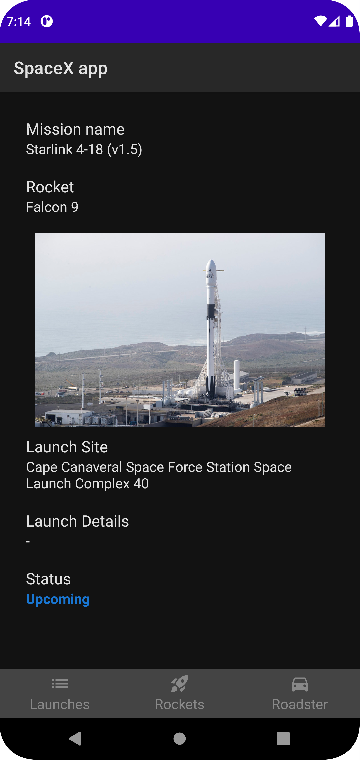 7:14
SpaceX app
Mission name
Starlink 4-18 (v1.5)
Rocket
Falcon 9
Launch Site
Cape Canaveral Space Force Station Space
Launch Complex 40
Launch Details
-
Status
Upcoming
Launches Rockets Roadster